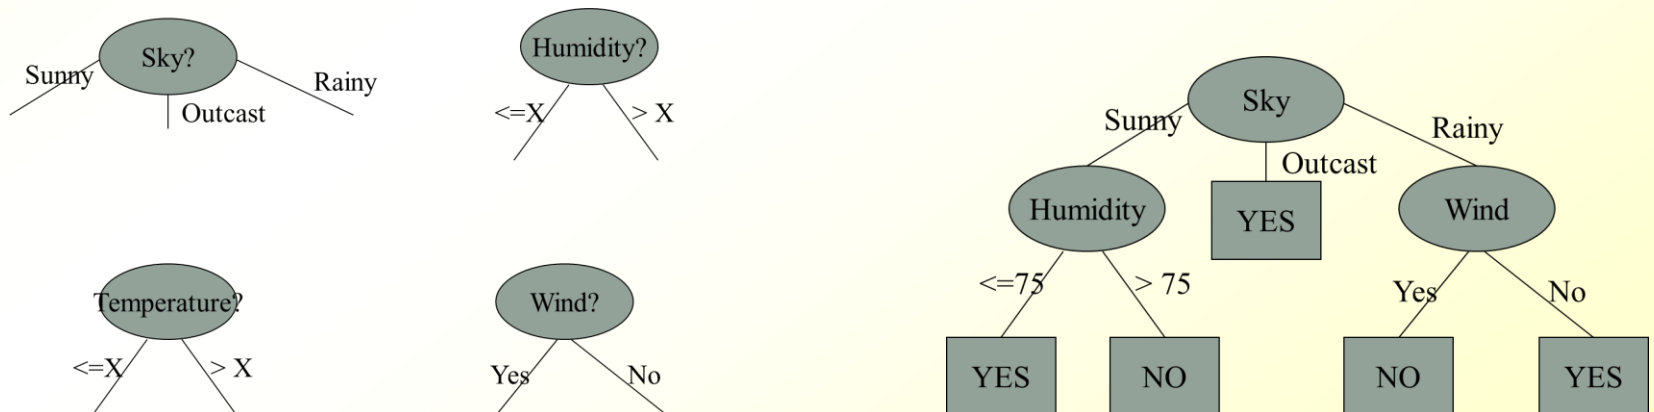 Sky?
Sunny
Outcast
Rainy
Humidity?
<=X
> X
Temperature?
<=X
> X
Wind?
Yes
No
Sky
Sunny
Outcast
Rainy
Humidity
YES
Wind
<=75
> 75
Yes
No
YES
NO
NO
YES